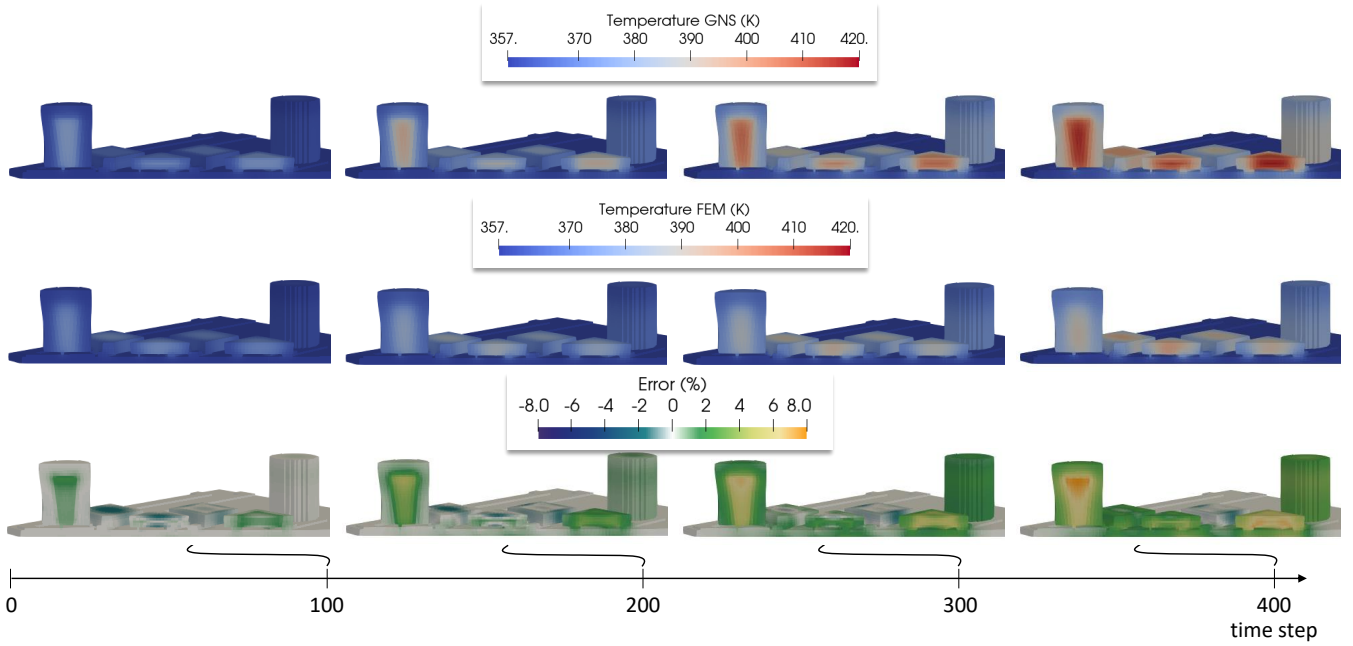 Temperature GNS (K)
357. 370 380 390 400 410 420.
Temperature FEM (K)
357. 370 380 390 400 410 420.
Error (%)
-8.0 -6 -4 -2 0 2 4 6 8.0
0 100 200 300 400
time step